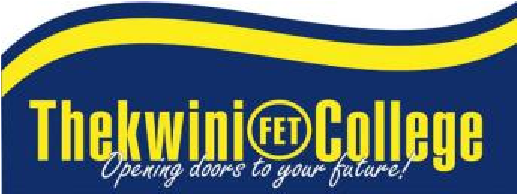 Thekwini FET College
Opening doors to your future!